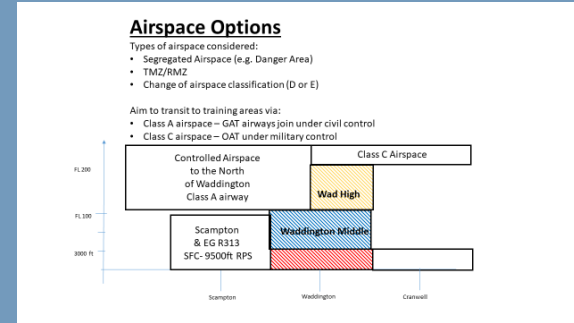 Airspace Options
Types of airspace considered:
• Segregated Airspace (e.g. Danger Area)
• TMZ/RMZ
• Change of airspace classification (D or E)
Aim to transit to training areas via:
• Class A airspace – GAT airways join under civil control
• Class C airspace – OAT under military control
Controlled Airspace
to the North
of Waddington
Class A airway
Class C Airspace
FL 200
Wad High
FL 100
Scampton
& EG R313
SFC- 9500ft RPS
Waddington Middle
3000 ft
Scampton
Waddington
Cranwell